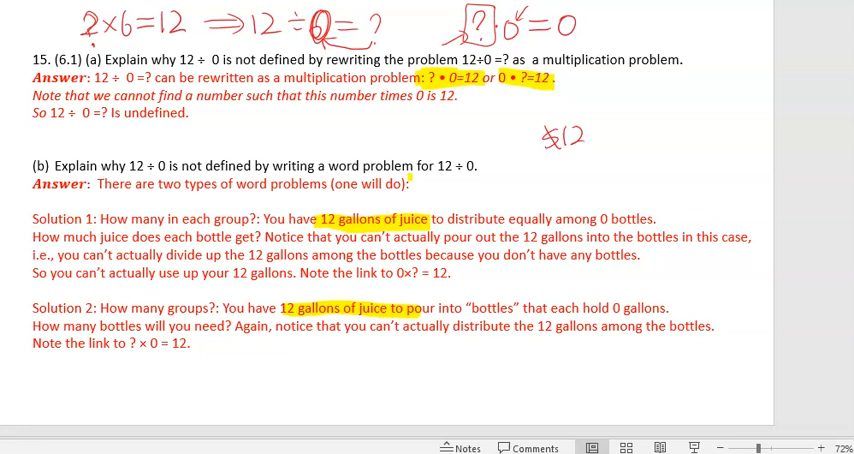 2×6=12 ⇒ 12÷0=? ? · 0 = 0
15. (6.1) (a) Explain why 12 ÷ 0 is not defined by rewriting the problem 12÷0 =? as a multiplication problem.
Answer: 12 ÷ 0 =? can be rewritten as a multiplication problem: ? • 0=12 or 0 • ?=12 .
Note that we cannot find a number such that this number times 0 is 12.
So 12 ÷ 0 =? Is undefined.
$12
(b) Explain why 12 ÷ 0 is not defined by writing a word problem for 12 ÷ 0.
Answer: There are two types of word problems (one will do):
Solution 1: How many in each group?: You have 12 gallons of juice to distribute equally among 0 bottles.
How much juice does each bottle get? Notice that you can't actually pour out the 12 gallons into the bottles in this case,
i.e., you can't actually divide up the 12 gallons among the bottles because you don't have any bottles.
So you can't actually use up your 12 gallons. Note the link to 0×? = 12.
Solution 2: How many groups?: You have 12 gallons of juice to pour into “bottles” that each hold 0 gallons.
How many bottles will you need? Again, notice that you can't actually distribute the 12 gallons among the bottles.
Note the link to ? × 0 = 12.
Notes Comments 72%